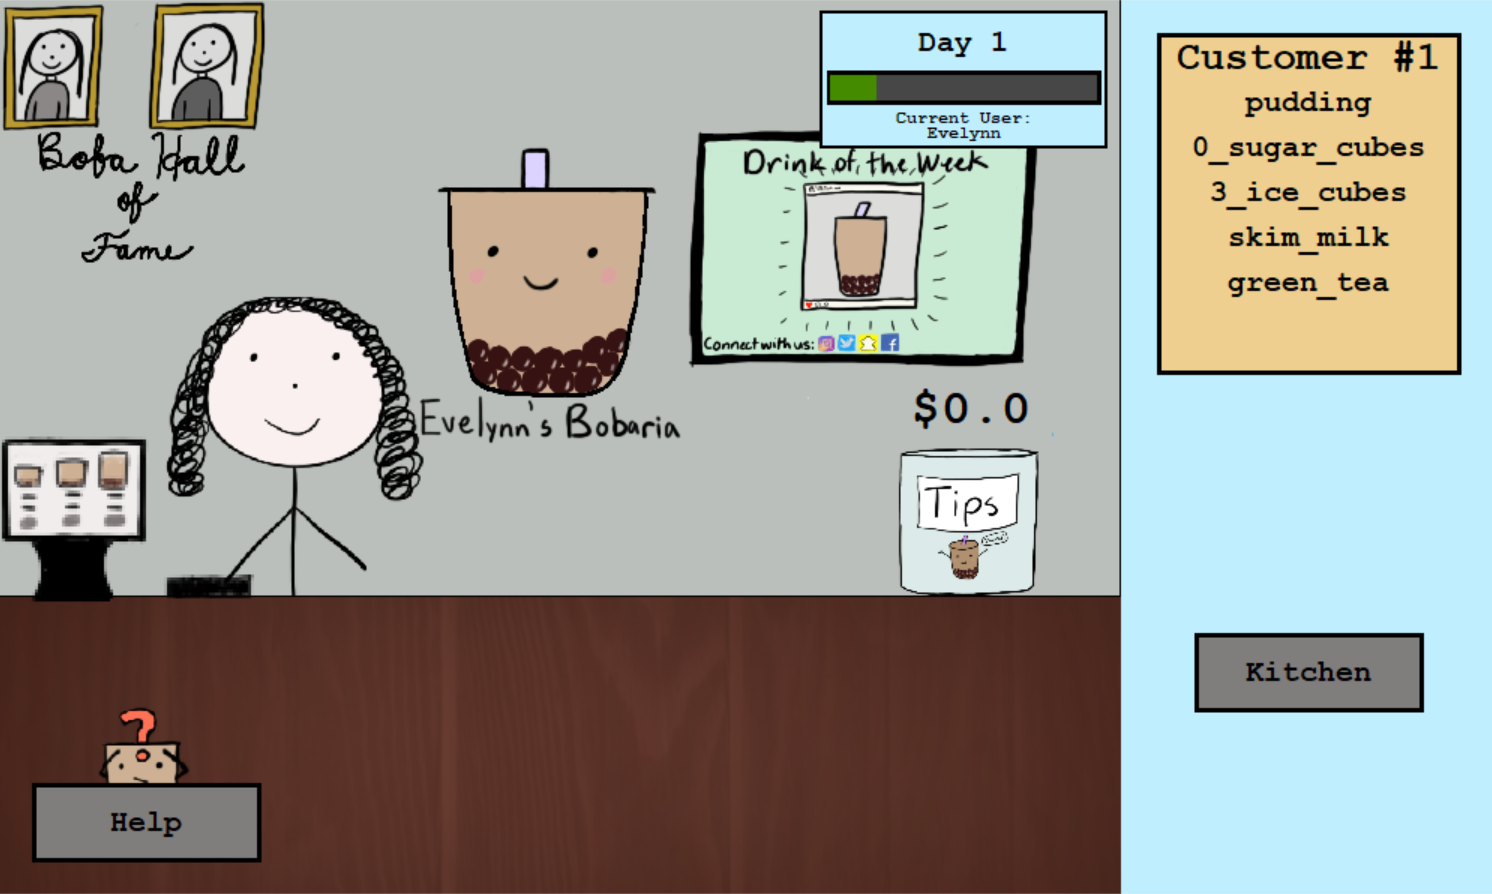 Boba Hall
of
Fame
Evelynn's Bobaria
Day 1
Current User:
Evelynn
Drink of the Week
Connect with us:
$0.0
Tips
Help
Customer #1
pudding
0_sugar_cubes
3_ice_cubes
skim_milk
green_tea
Kitchen